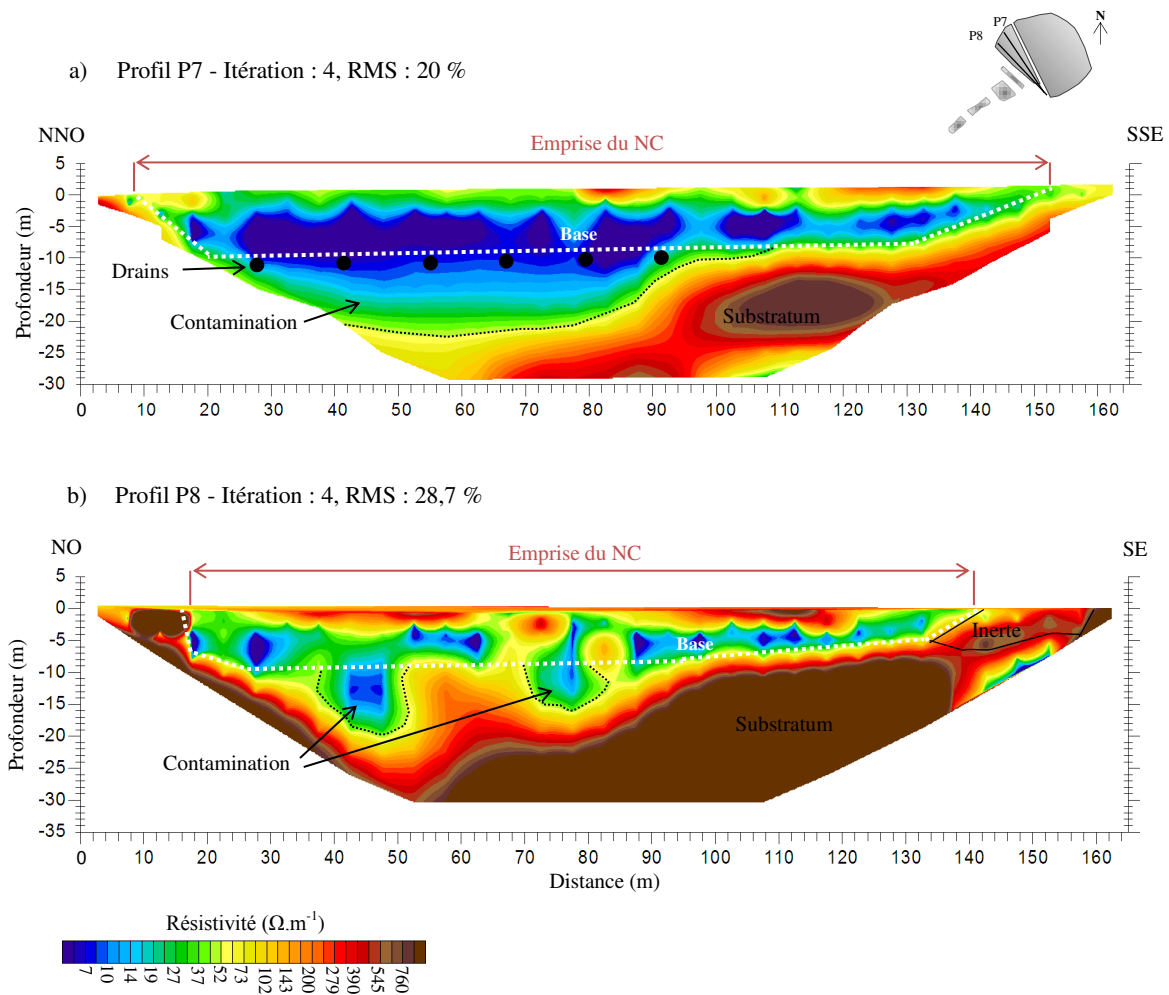 P7
N
P8
a) Profil P7 - Itération : 4, RMS : 20 %
NNO
SSE
Emprise du NC
5
0
-5
-10
-15
-20
-25
-30
Profondeur (m)
Base
Drains
Contamination
Substratum
0 10 20 30 40 50 60 70 80 90 100 110 120 130 140 150 160
b) Profil P8 - Itération : 4, RMS : 28,7 %
NO
SE
Emprise du NC
5
0
-5
-10
-15
-20
-25
-30
-35
Profondeur (m)
Base
Inerte
Contamination
Substratum
0 10 20 30 40 50 60 70 80 90 100 110 120 130 140 150 160
Distance (m)
Résistivité (Ω.m⁻¹)
7 10 14 19 27 37 52 73 102 143 200 279 390 545 760